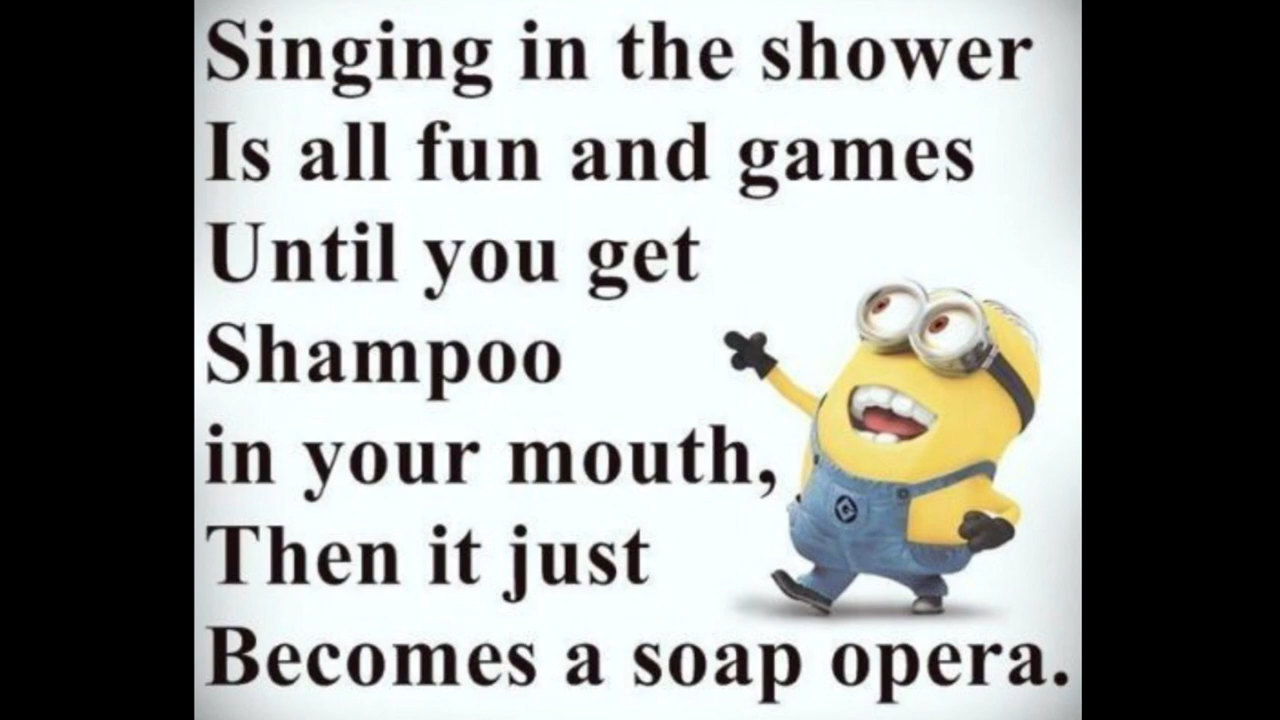 Singing in the shower
Is all fun and games
Until you get
Shampoo
in your mouth,
Then it just
Becomes a soap opera.